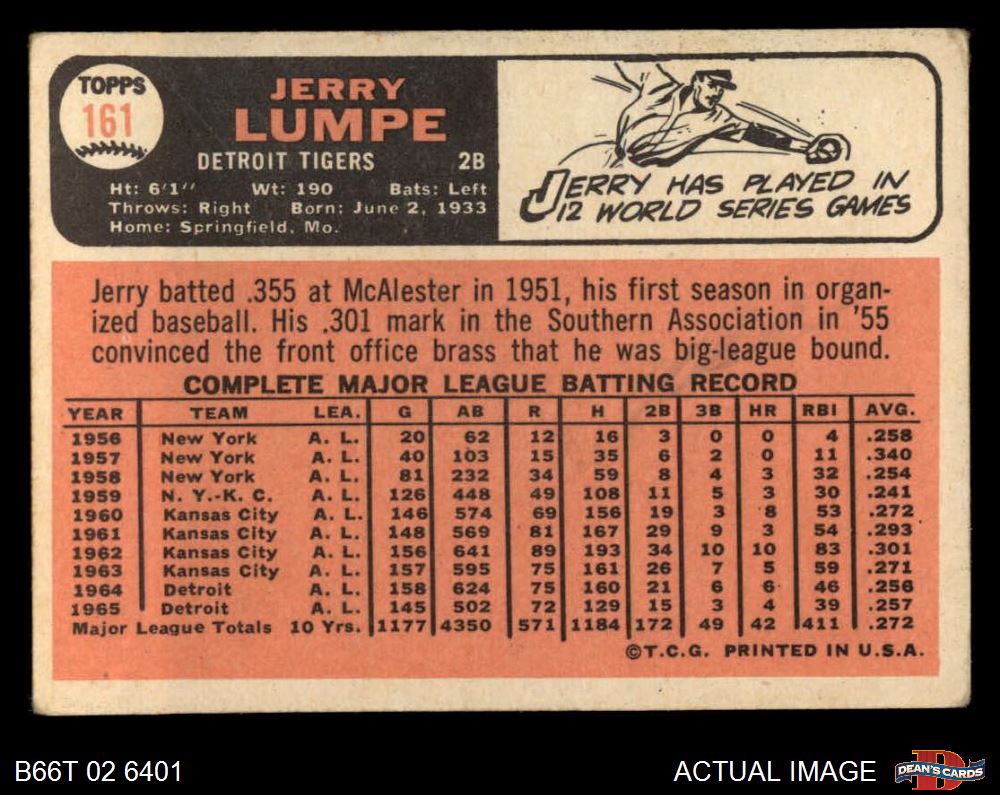 TOPPS
161
JERRY
LUMPE
DETROIT TIGERS 2B
Ht: 6'1" Wt: 190 Bats: Left
Throws: Right Born: June 2, 1933
Home: Springfield, Mo.
JERRY HAS PLAYED IN
12 WORLD SERIES GAMES
Jerry batted .355 at McAlester in 1951, his first season in organ-
ized baseball. His .301 mark in the Southern Association in '55
convinced the front office brass that he was big-league bound.
COMPLETE MAJOR LEAGUE BATTING RECORD
YEAR TEAM LEA. G AB R H 2B 3B HR RBI AVG.
1956 New York A. L. 20 62 12 16 3 0 0 4 .258
1957 New York A. L. 40 103 15 35 6 2 0 11 .340
1958 New York A. L. 81 232 34 59 8 4 3 32 .254
1959 N. Y.-K. C. A. L. 126 448 49 108 11 5 3 30 .241
1960 Kansas City A. L. 146 574 69 156 19 3 8 53 .272
1961 Kansas City A. L. 148 569 81 167 29 9 3 54 .293
1962 Kansas City A. L. 156 641 89 193 34 10 10 83 .301
1963 Kansas City A. L. 157 595 75 161 26 7 5 59 .271
1964 Detroit A. L. 158 624 75 160 21 6 6 46 .256
1965 Detroit A. L. 145 502 72 129 15 3 4 39 .257
Major League Totals 10 Yrs. 1177 4350 571 1184 172 49 42 411 .272
©T.C.G. PRINTED IN U.S.A.
B66T 02 6401 ACTUAL IMAGE DEAN'S CARDS